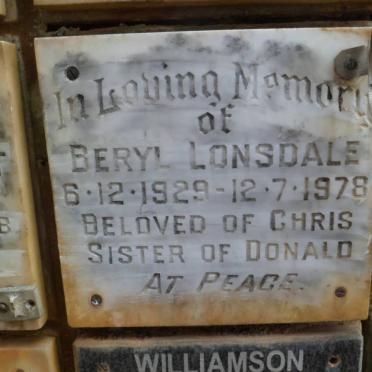 In Loving Memory
of
BERYL LONSDALE
6·12·1929-12·7·1978
BELOVED OF CHRIS
SISTER OF DONALD
AT PEACE.
WILLIAMSON